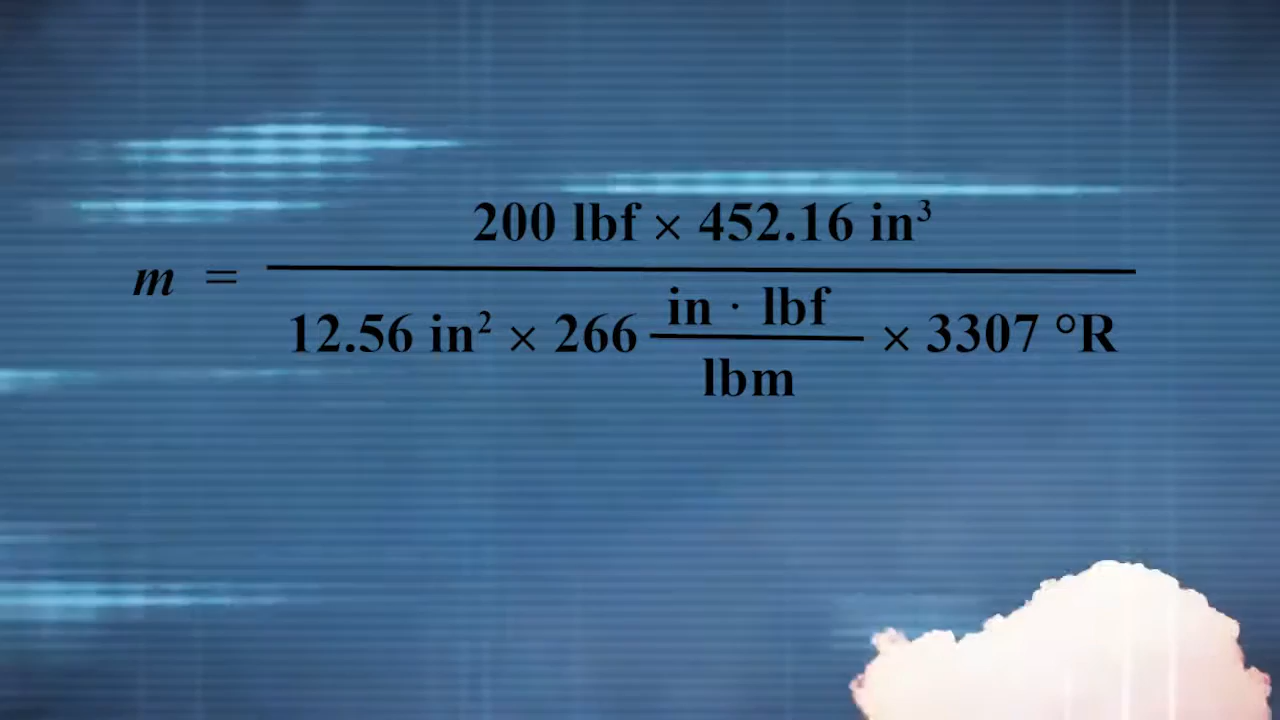 200 lbf × 452.16 in³
m =
in · lbf
12.56 in² × 266 × 3307 °R
lbm